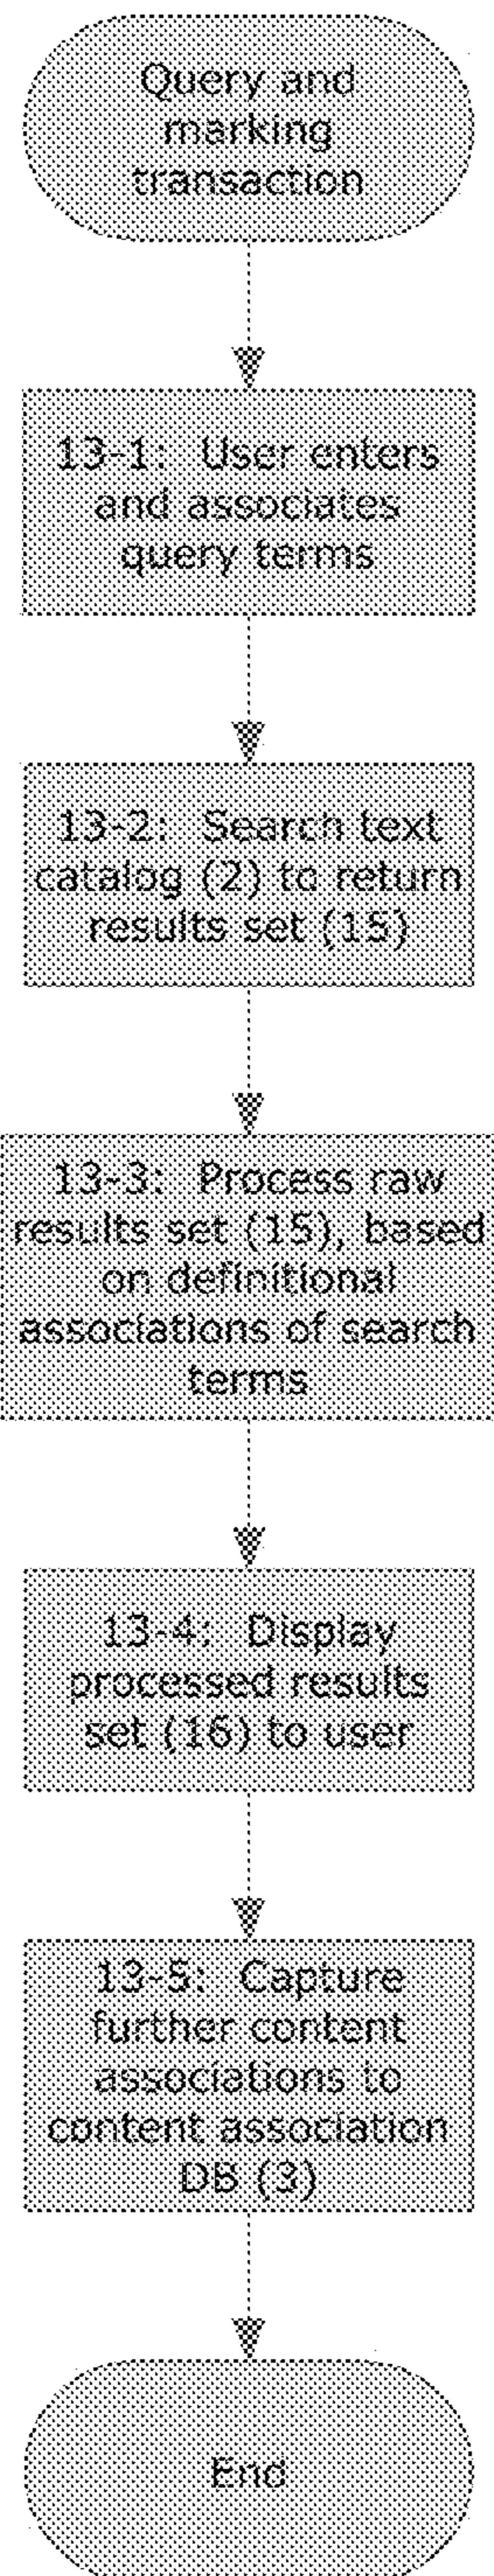 Query and
marking
transaction
13-1: User enters
and associates
query terms
13-2: Search text
catalog (2) to return
results set (15)
13-3: Process raw
results set (15), based
on definitional
associations of search
terms
13-4: Display
processed results
set (16) to user
13-5: Capture
further content
associations to
content association
DB (3)
End